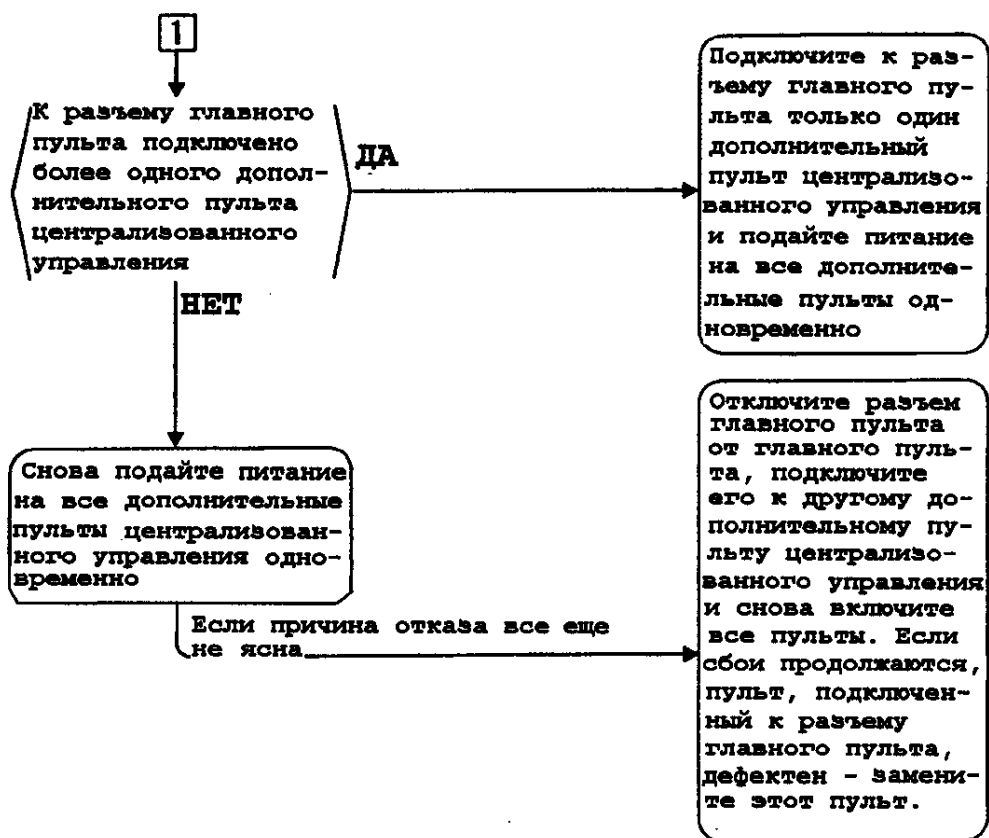 1
К разъему главного
пульта подключено
более одного допол-
нительного пульта
централизованного
управления
ДА
Подключите к раз-
ъему главного пу-
льта только один
дополнительный
пульт централизо-
ванного управления
и подайте питание
на все дополните-
льные пульты од-
новременно
НЕТ
Снова подайте питание
на все дополнительные
пульты централизован-
ного управления одно-
временно
Если причина отказа все еще
не ясна
Отключите разъем
главного пульта
от главного пуль-
та, подключите
его к другому до-
полнительному пу-
льту централизо-
ванного управления
и снова включите
все пульты. Если
сбои продолжаются,
пульт, подключен-
ный к разъему
главного пульта,
дефектен - замени-
те этот пульт.